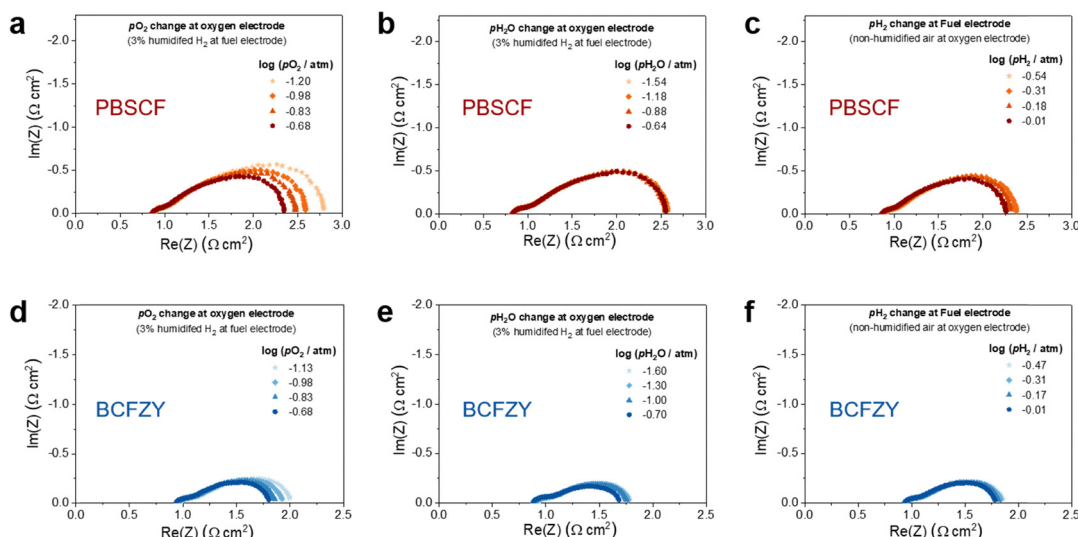 a
pO2 change at oxygen electrode
(3% humidifed H2 at fuel electrode)
log (pO2 / atm)
-1.20
-0.98
-0.83
-0.68
PBSCF
-2.0
-1.5
-1.0
-0.5
0.0
Im(Z) (Ω cm2)
0.0 0.5 1.0 1.5 2.0 2.5 3.0
Re(Z) (Ω cm2)
b
pH2O change at oxygen electrode
(3% humidifed H2 at fuel electrode)
log (pH2O / atm)
-1.54
-1.18
-0.88
-0.64
PBSCF
-2.0
-1.5
-1.0
-0.5
0.0
Im(Z) (Ω cm2)
0.0 0.5 1.0 1.5 2.0 2.5 3.0
Re(Z) (Ω cm2)
c
pH2 change at Fuel electrode
(non-humidified air at oxygen electrode)
log (pH2 / atm)
-0.54
-0.31
-0.18
-0.01
PBSCF
-2.0
-1.5
-1.0
-0.5
0.0
Im(Z) (Ω cm2)
0.0 0.5 1.0 1.5 2.0 2.5 3.0
Re(Z) (Ω cm2)
d
pO2 change at oxygen electrode
(3% humidifed H2 at fuel electrode)
log (pO2 / atm)
-1.13
-0.98
-0.83
-0.68
BCFZY
-2.0
-1.5
-1.0
-0.5
0.0
Im(Z) (Ω cm2)
0.0 0.5 1.0 1.5 2.0 2.5
Re(Z) (Ω cm2)
e
pH2O change at oxygen electrode
(3% humidifed H2 at fuel electrode)
log (pH2O / atm)
-1.60
-1.30
-1.00
-0.70
BCFZY
-2.0
-1.5
-1.0
-0.5
0.0
Im(Z) (Ω cm2)
0.0 0.5 1.0 1.5 2.0 2.5
Re(Z) (Ω cm2)
f
pH2 change at Fuel electrode
(non-humidified air at oxygen electrode)
log (pH2 / atm)
-0.47
-0.31
-0.17
-0.01
BCFZY
-2.0
-1.5
-1.0
-0.5
0.0
Im(Z) (Ω cm2)
0.0 0.5 1.0 1.5 2.0 2.5
Re(Z) (Ω cm2)